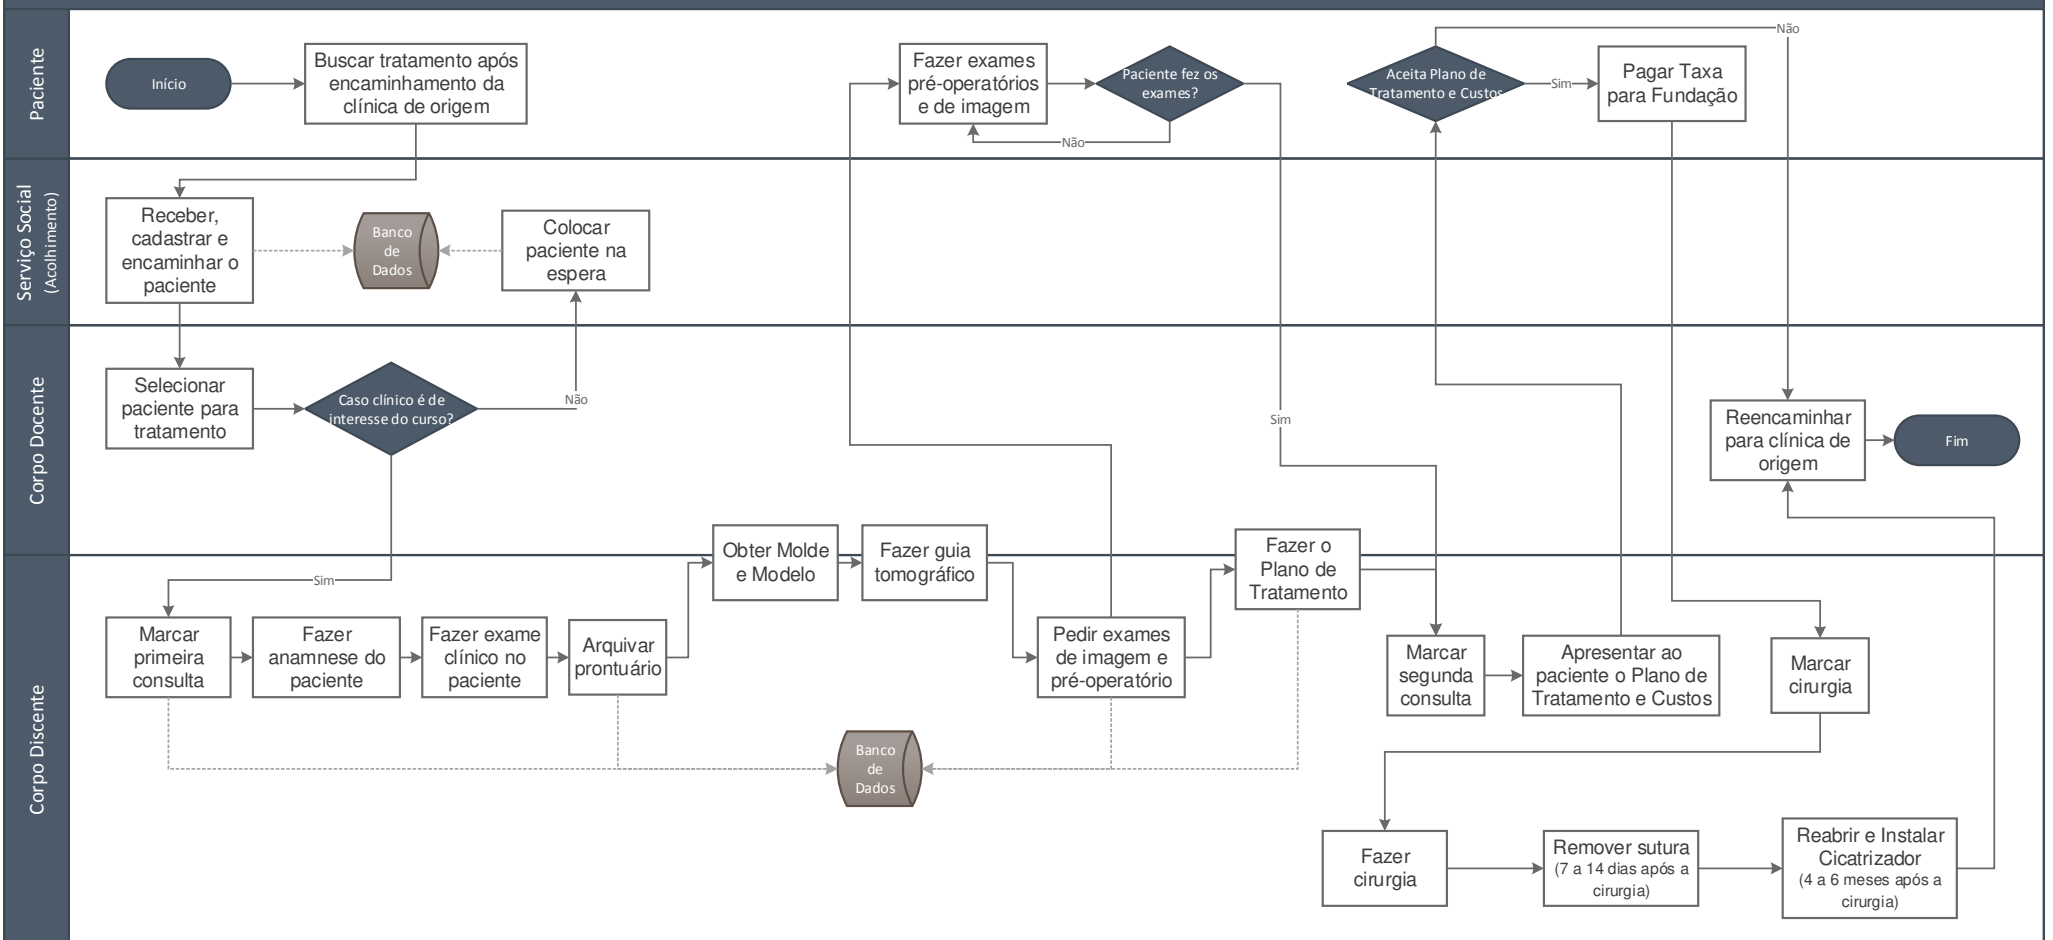 Paciente
Início
Buscar tratamento após
encaminhamento da
clínica de origem
Fazer exames
pré-operatórios
e de imagem
Paciente fez os
exames?
Não
Aceita Plano de
Tratamento e Custos
Sim
Pagar Taxa
para Fundação
Não
Serviço Social
(Acolhimento)
Receber,
cadastrar e
encaminhar o
paciente
Banco
de
Dados
Colocar
paciente na
espera
Corpo Docente
Selecionar
paciente para
tratamento
Caso clínico é de
interesse do curso?
Não
Sim
Reencaminhar
para clínica de
origem
Fim
Corpo Discente
Sim
Marcar
primeira
consulta
Fazer
anamnese do
paciente
Fazer exame
clínico no
paciente
Arquivar
prontuário
Obter Molde
e Modelo
Fazer guia
tomográfico
Pedir exames
de imagem e
pré-operatório
Fazer o
Plano de
Tratamento
Marcar
segunda
consulta
Apresentar ao
paciente o Plano de
Tratamento e Custos
Marcar
cirurgia
Banco
de
Dados
Fazer
cirurgia
Remover sutura
(7 a 14 dias após a
cirurgia)
Reabrir e Instalar
Cicatrizador
(4 a 6 meses após a
cirurgia)